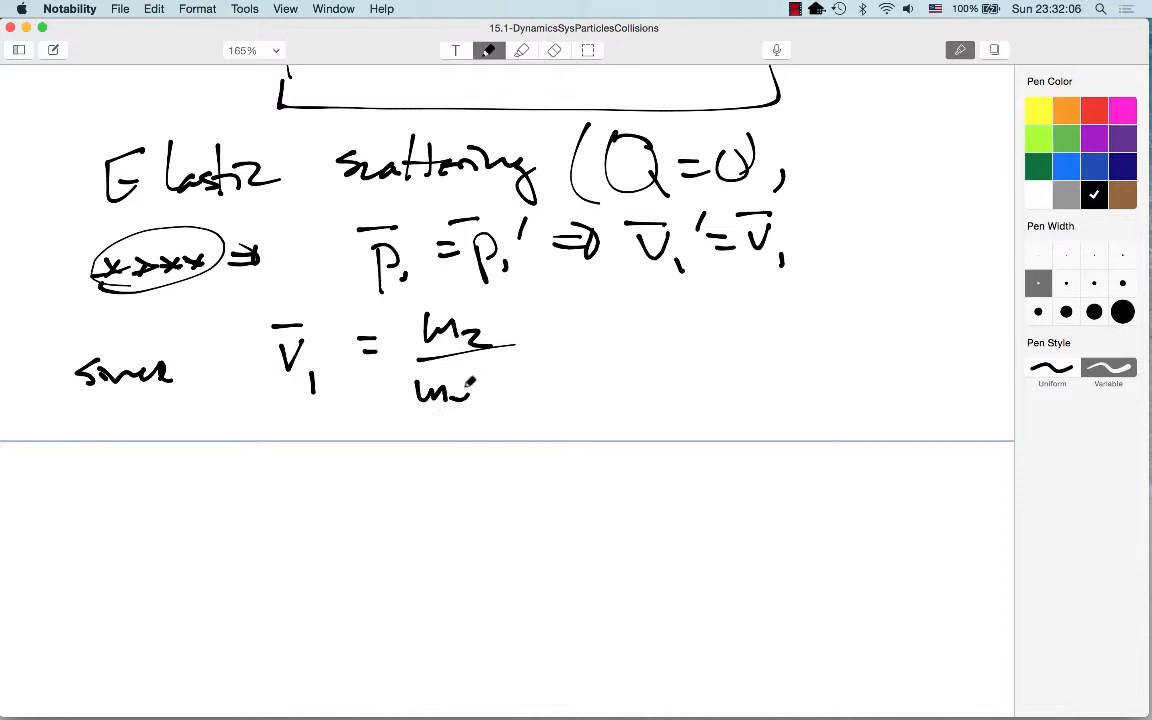 Notability File Format Tools View Window Help 100% Sun 23:32:06
15.1-DynamicsSysParticlesCollisions
165% T
Pen Color
Pen Width
Pen Style
Uniform Variable
Elastic scattering (Q=0),
**** ⇒ p̄₁ = p̄₁' ⇒ v̄₁' = v̄₁
since v̄₁ = m₂
m